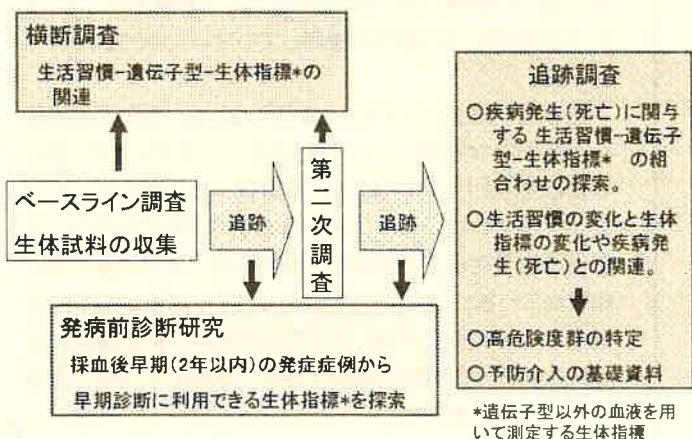 横断調査
生活習慣-遺伝子型-生体指標*の
関連
ベースライン調査
生体試料の収集
追跡
第二次調査
追跡
発病前診断研究
採血後早期(2年以内)の発症症例から
早期診断に利用できる生体指標*を探索
追跡調査
○疾病発生(死亡)に関与
する 生活習慣-遺伝子
型-生体指標* の組
合わせの探索。
○生活習慣の変化と生体
指標の変化や疾病発
生(死亡)との関連。
○高危険度群の特定
○予防介入の基礎資料
*遺伝子型以外の血液を用
いて測定する生体指標